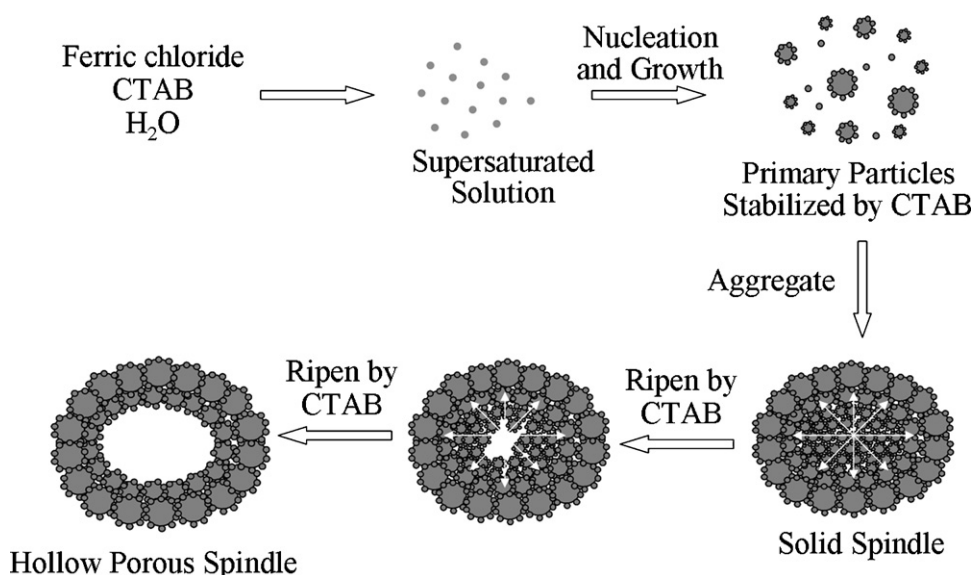 Ferric chloride
CTAB
H₂O
Supersaturated
Solution
Nucleation
and Growth
Primary Particles
Stabilized by CTAB
Aggregate
Solid Spindle
Ripen by
CTAB
Ripen by
CTAB
Hollow Porous Spindle